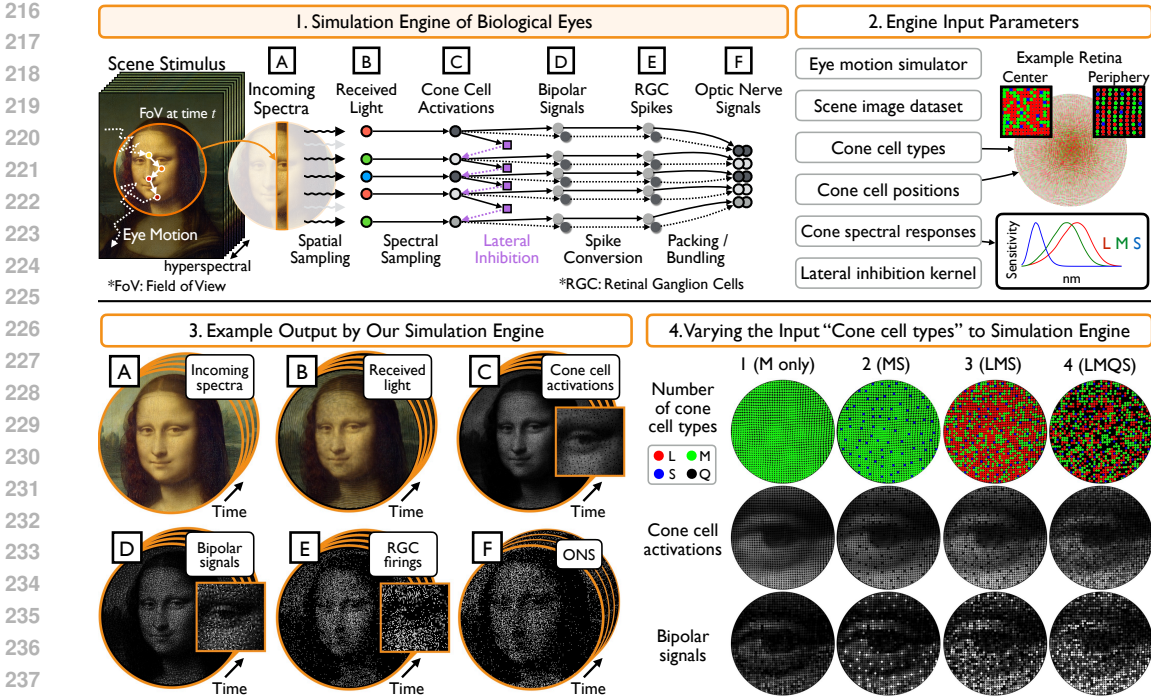 216
217
218
219
220
221
222
223
224
225
226
227
228
229
230
231
232
233
234
235
236
237
1. Simulation Engine of Biological Eyes
Scene Stimulus
FoV at time t
Eye Motion
hyperspectral
*FoV: Field of View
A
Incoming
Spectra
B
Received
Light
C
Cone Cell
Activations
D
Bipolar
Signals
E
RGC
Spikes
F
Optic Nerve
Signals
Spatial
Sampling
Spectral
Sampling
Lateral
Inhibition
Spike
Conversion
Packing /
Bundling
*RGC: Retinal Ganglion Cells
2. Engine Input Parameters
Eye motion simulator
Scene image dataset
Cone cell types
Cone cell positions
Cone spectral responses
Lateral inhibition kernel
Example Retina
Center
Periphery
Sensitivity
L M S
nm
3. Example Output by Our Simulation Engine
A
Incoming
spectra
Time
B
Received
light
Time
C
Cone cell
activations
Time
D
Bipolar
signals
Time
E
RGC
firings
Time
F
ONS
Time
4. Varying the Input “Cone cell types” to Simulation Engine
1 (M only)
2 (MS)
3 (LMS)
4 (LMQS)
Number
of cone
cell types
L M
S Q
Cone cell
activations
Bipolar
signals